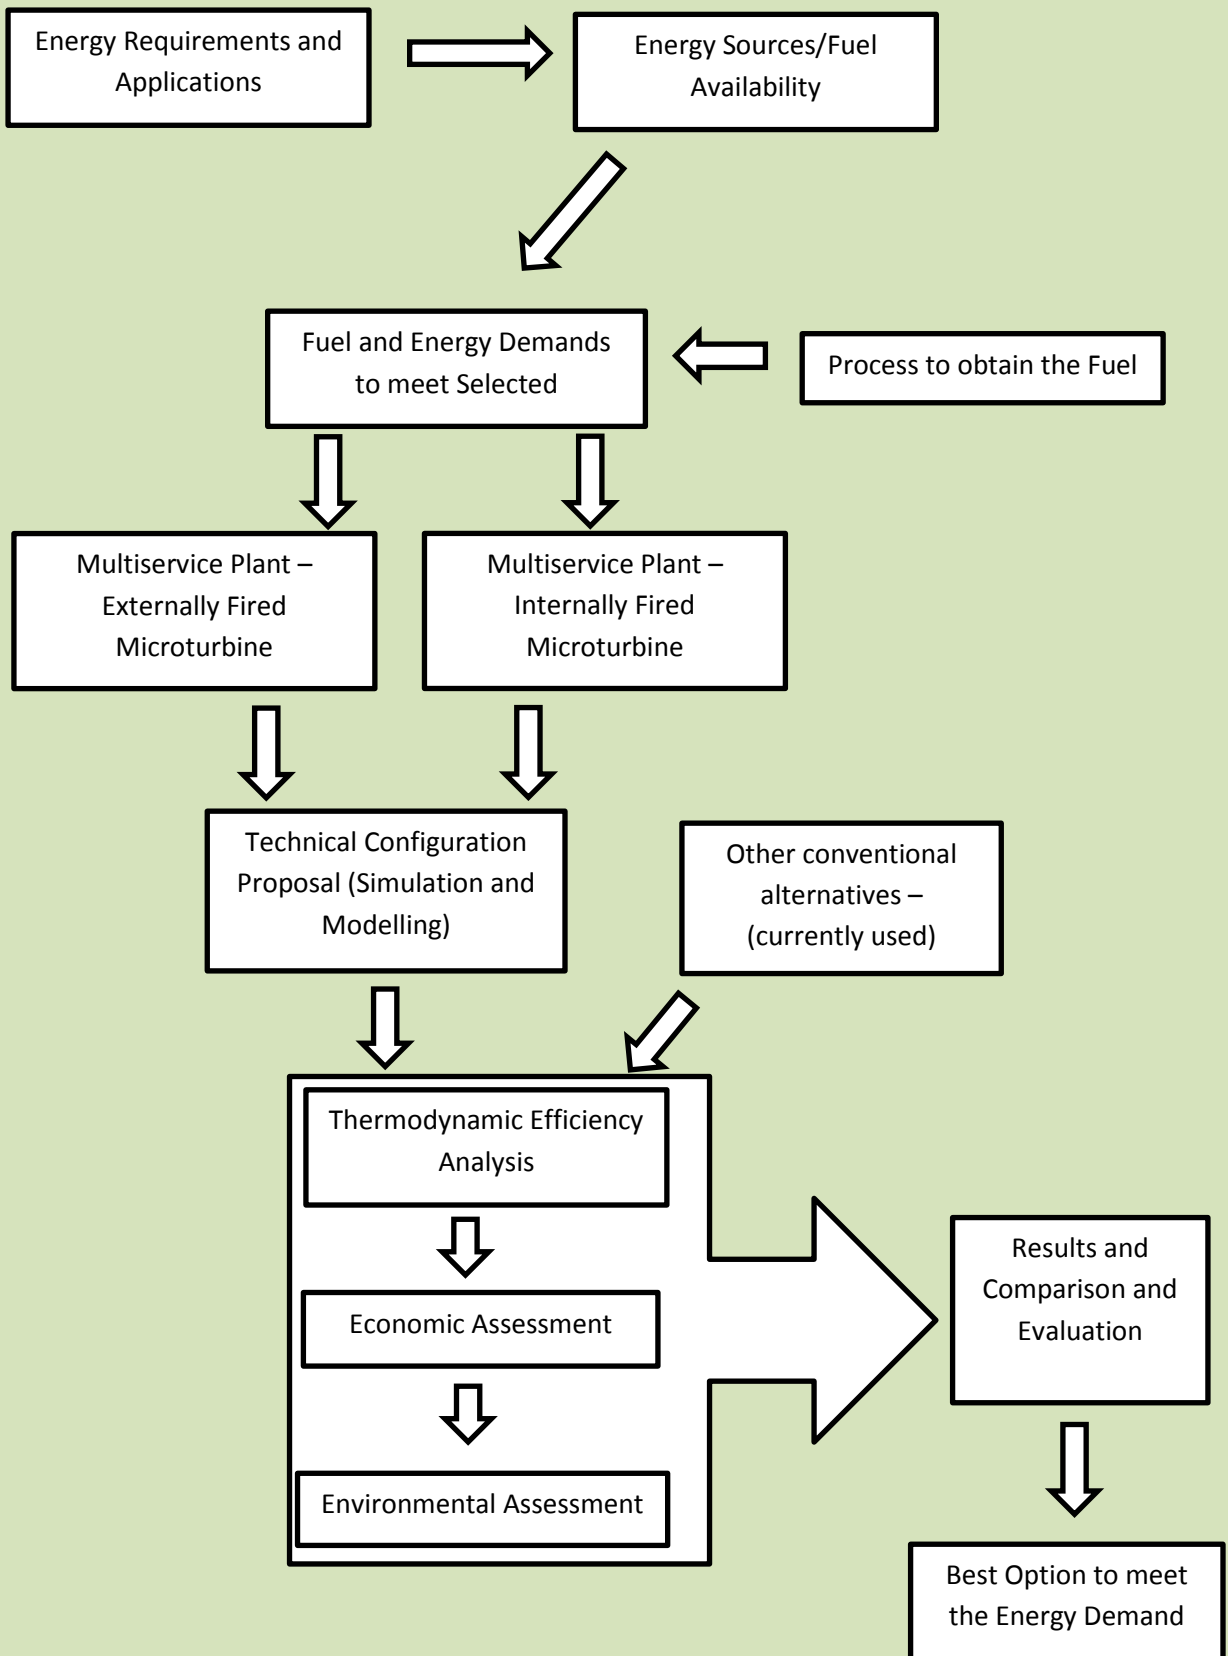 Energy Requirements and
Applications
Energy Sources/Fuel
Availability
Fuel and Energy Demands
to meet Selected
Process to obtain the Fuel
Multiservice Plant –
Externally Fired
Microturbine
Multiservice Plant –
Internally Fired
Microturbine
Technical Configuration
Proposal (Simulation and
Modelling)
Other conventional
alternatives –
(currently used)
Thermodynamic Efficiency
Analysis
Economic Assessment
Environmental Assessment
Results and
Comparison and
Evaluation
Best Option to meet
the Energy Demand